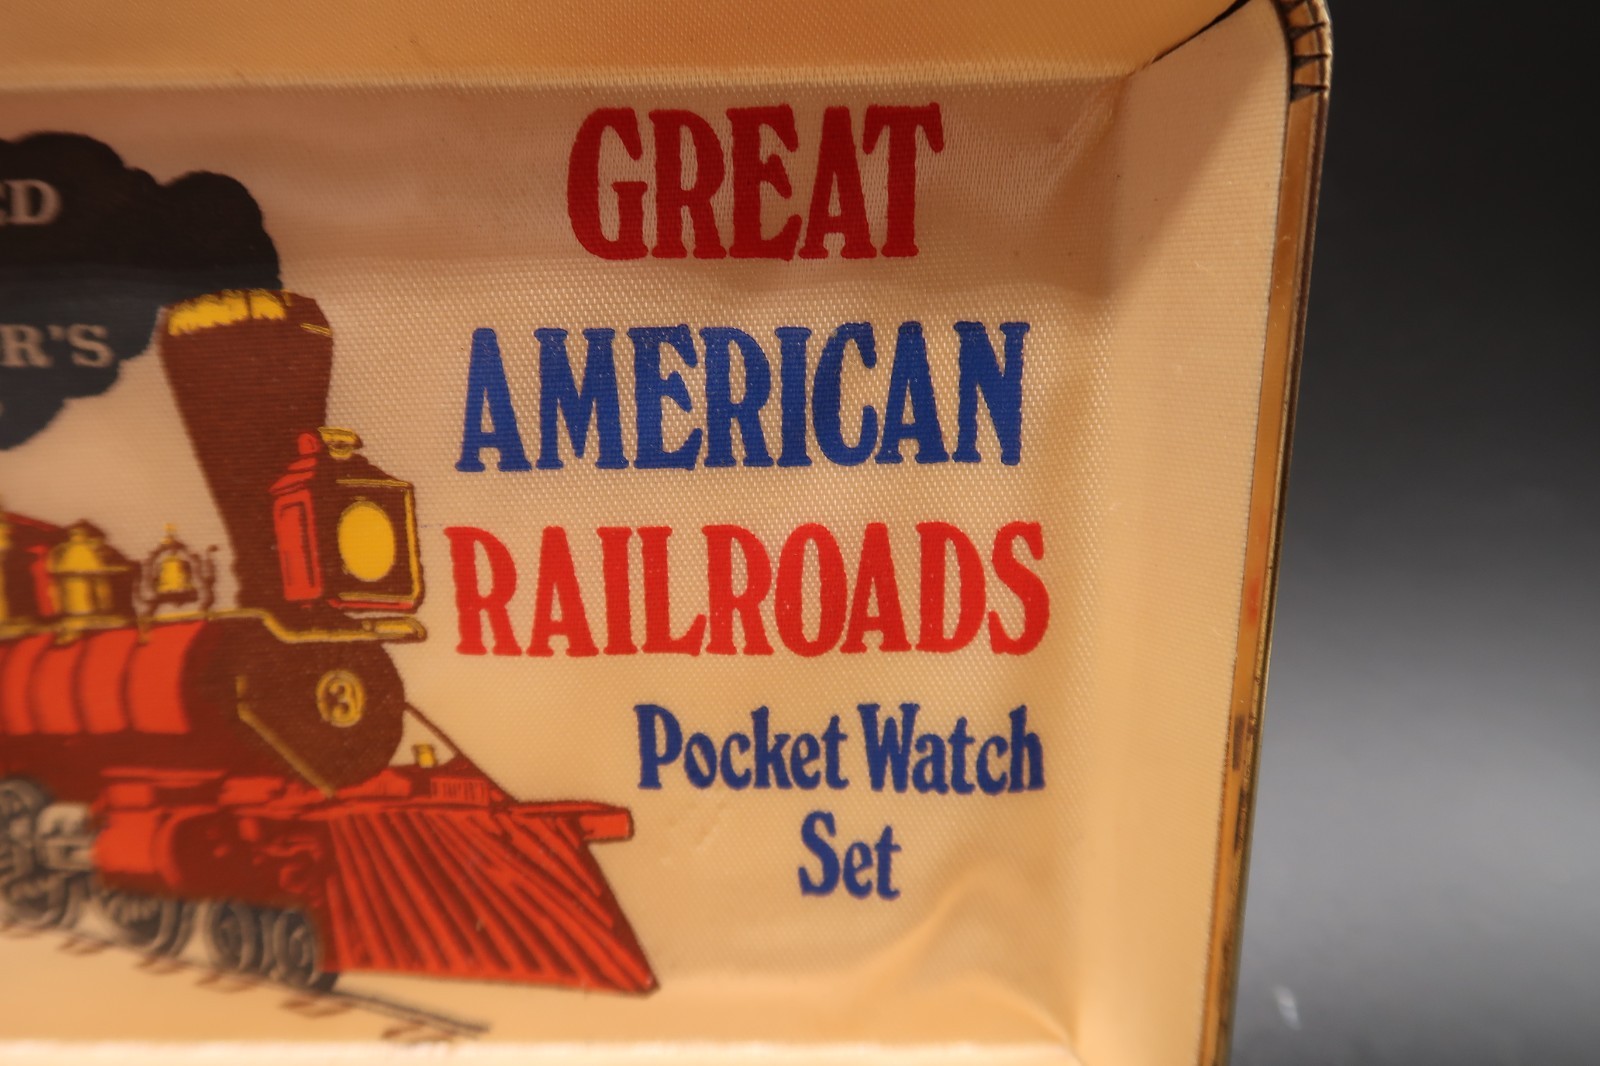 GREAT
AMERICAN
RAILROADS
Pocket Watch
Set
3